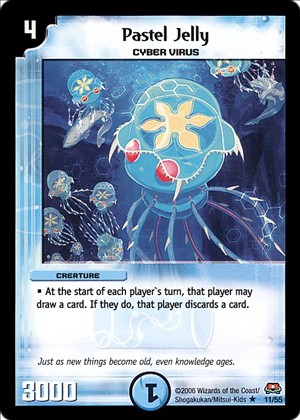 4
Pastel Jelly
CYBER VIRUS
CREATURE
▪ At the start of each player's turn, that player may
draw a card. If they do, that player discards a card.
Just as new things become old, even knowledge ages.
3000
1
©2006 Wizards of the Coast/
Shogakukan/Mitsui-Kids ★ 11/55